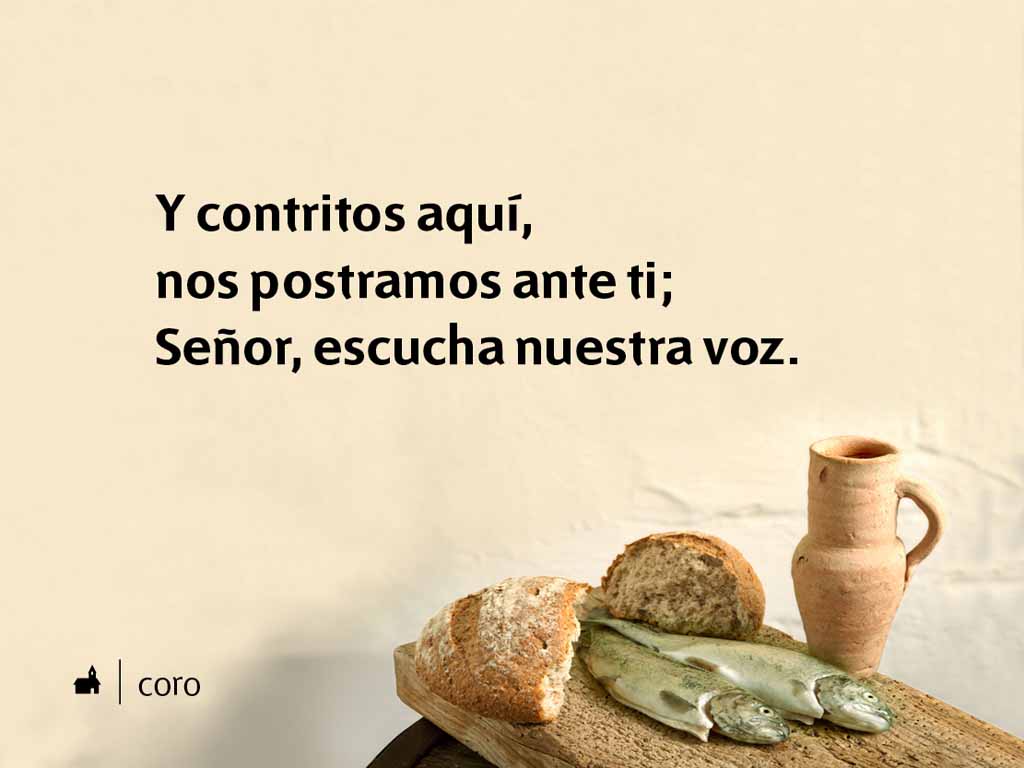 Y contritos aquí,
nos postramos ante ti;
Señor, escucha nuestra voz.
coro